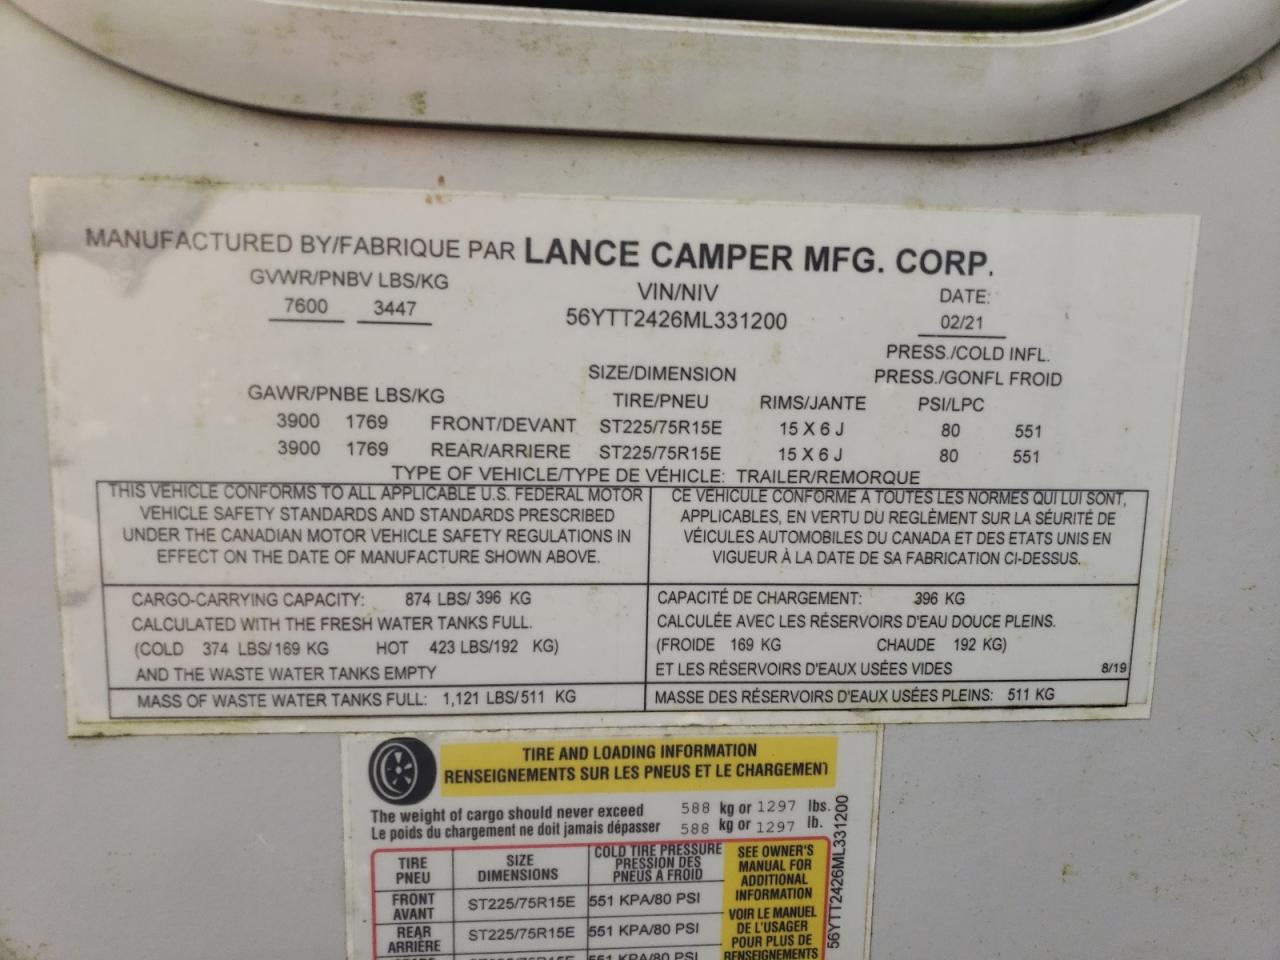 MANUFACTURED BY/FABRIQUE PAR LANCE CAMPER MFG. CORP.
GVWR/PNBV LBS/KG VIN/NIV DATE:
7600 3447 56YTT2426ML331200 02/21
PRESS./COLD INFL.
SIZE/DIMENSION PRESS./GONFL FROID
GAWR/PNBE LBS/KG TIRE/PNEU RIMS/JANTE PSI/LPC
3900 1769 FRONT/DEVANT ST225/75R15E 15 X 6 J 80 551
3900 1769 REAR/ARRIERE ST225/75R15E 15 X 6 J 80 551
TYPE OF VEHICLE/TYPE DE VÉHICLE: TRAILER/REMORQUE
THIS VEHICLE CONFORMS TO ALL APPLICABLE U.S. FEDERAL MOTOR
VEHICLE SAFETY STANDARDS AND STANDARDS PRESCRIBED
UNDER THE CANADIAN MOTOR VEHICLE SAFETY REGULATIONS IN
EFFECT ON THE DATE OF MANUFACTURE SHOWN ABOVE.
CE VÉHICULE CONFORME À TOUTES LES NORMES QUI LUI SONT,
APPLICABLES, EN VERTU DU REGLÈMENT SUR LA SÉURITÉ DE
VÉICULES AUTOMOBILES DU CANADA ET DES ETATS UNIS EN
VIGUEUR À LA DATE DE SA FABRICATION CI-DESSUS.
CARGO-CARRYING CAPACITY: 874 LBS/ 396 KG
CALCULATED WITH THE FRESH WATER TANKS FULL.
(COLD 374 LBS/169 KG HOT 423 LBS/192 KG)
AND THE WASTE WATER TANKS EMPTY
CAPACITÉ DE CHARGEMENT: 396 KG
CALCULÉE AVEC LES RÉSERVOIRS D'EAU DOUCE PLEINS.
(FROIDE 169 KG CHAUDE 192 KG)
ET LES RÉSERVOIRS D'EAUX USÉES VIDES 8/19
MASS OF WASTE WATER TANKS FULL: 1,121 LBS/511 KG
MASSE DES RÉSERVOIRS D'EAUX USÉES PLEINS: 511 KG
TIRE AND LOADING INFORMATION
RENSEIGNEMENTS SUR LES PNEUS ET LE CHARGEMENT
The weight of cargo should never exceed 588 kg or 1297 lbs.
Le poids du chargement ne doit jamais dépasser 588 kg or 1297 lb.
TIRE
PNEU
SIZE
DIMENSIONS
COLD TIRE PRESSURE
PRESSION DES
PNEUS A FROID
FRONT
AVANT
ST225/75R15E 551 KPA/80 PSI
REAR
ARRIÈRE
ST225/75R15E 551 KPA/80 PSI
ST225/75R15E 551 KPA/80 PSI
SEE OWNER'S
MANUAL FOR
ADDITIONAL
INFORMATION
VOIR LE MANUEL
DE L'USAGER
POUR PLUS DE
RENSEIGNEMENTS
56YTT2426ML331200